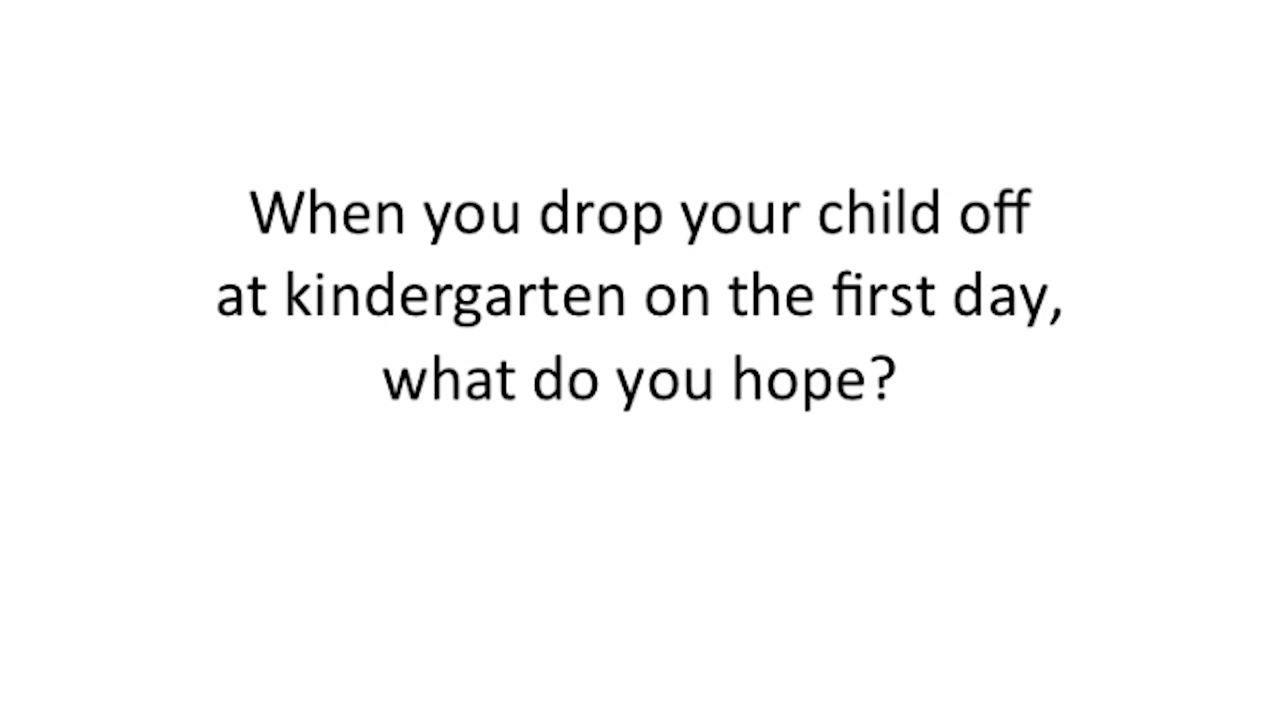 When you drop your child off
at kindergarten on the first day,
what do you hope?